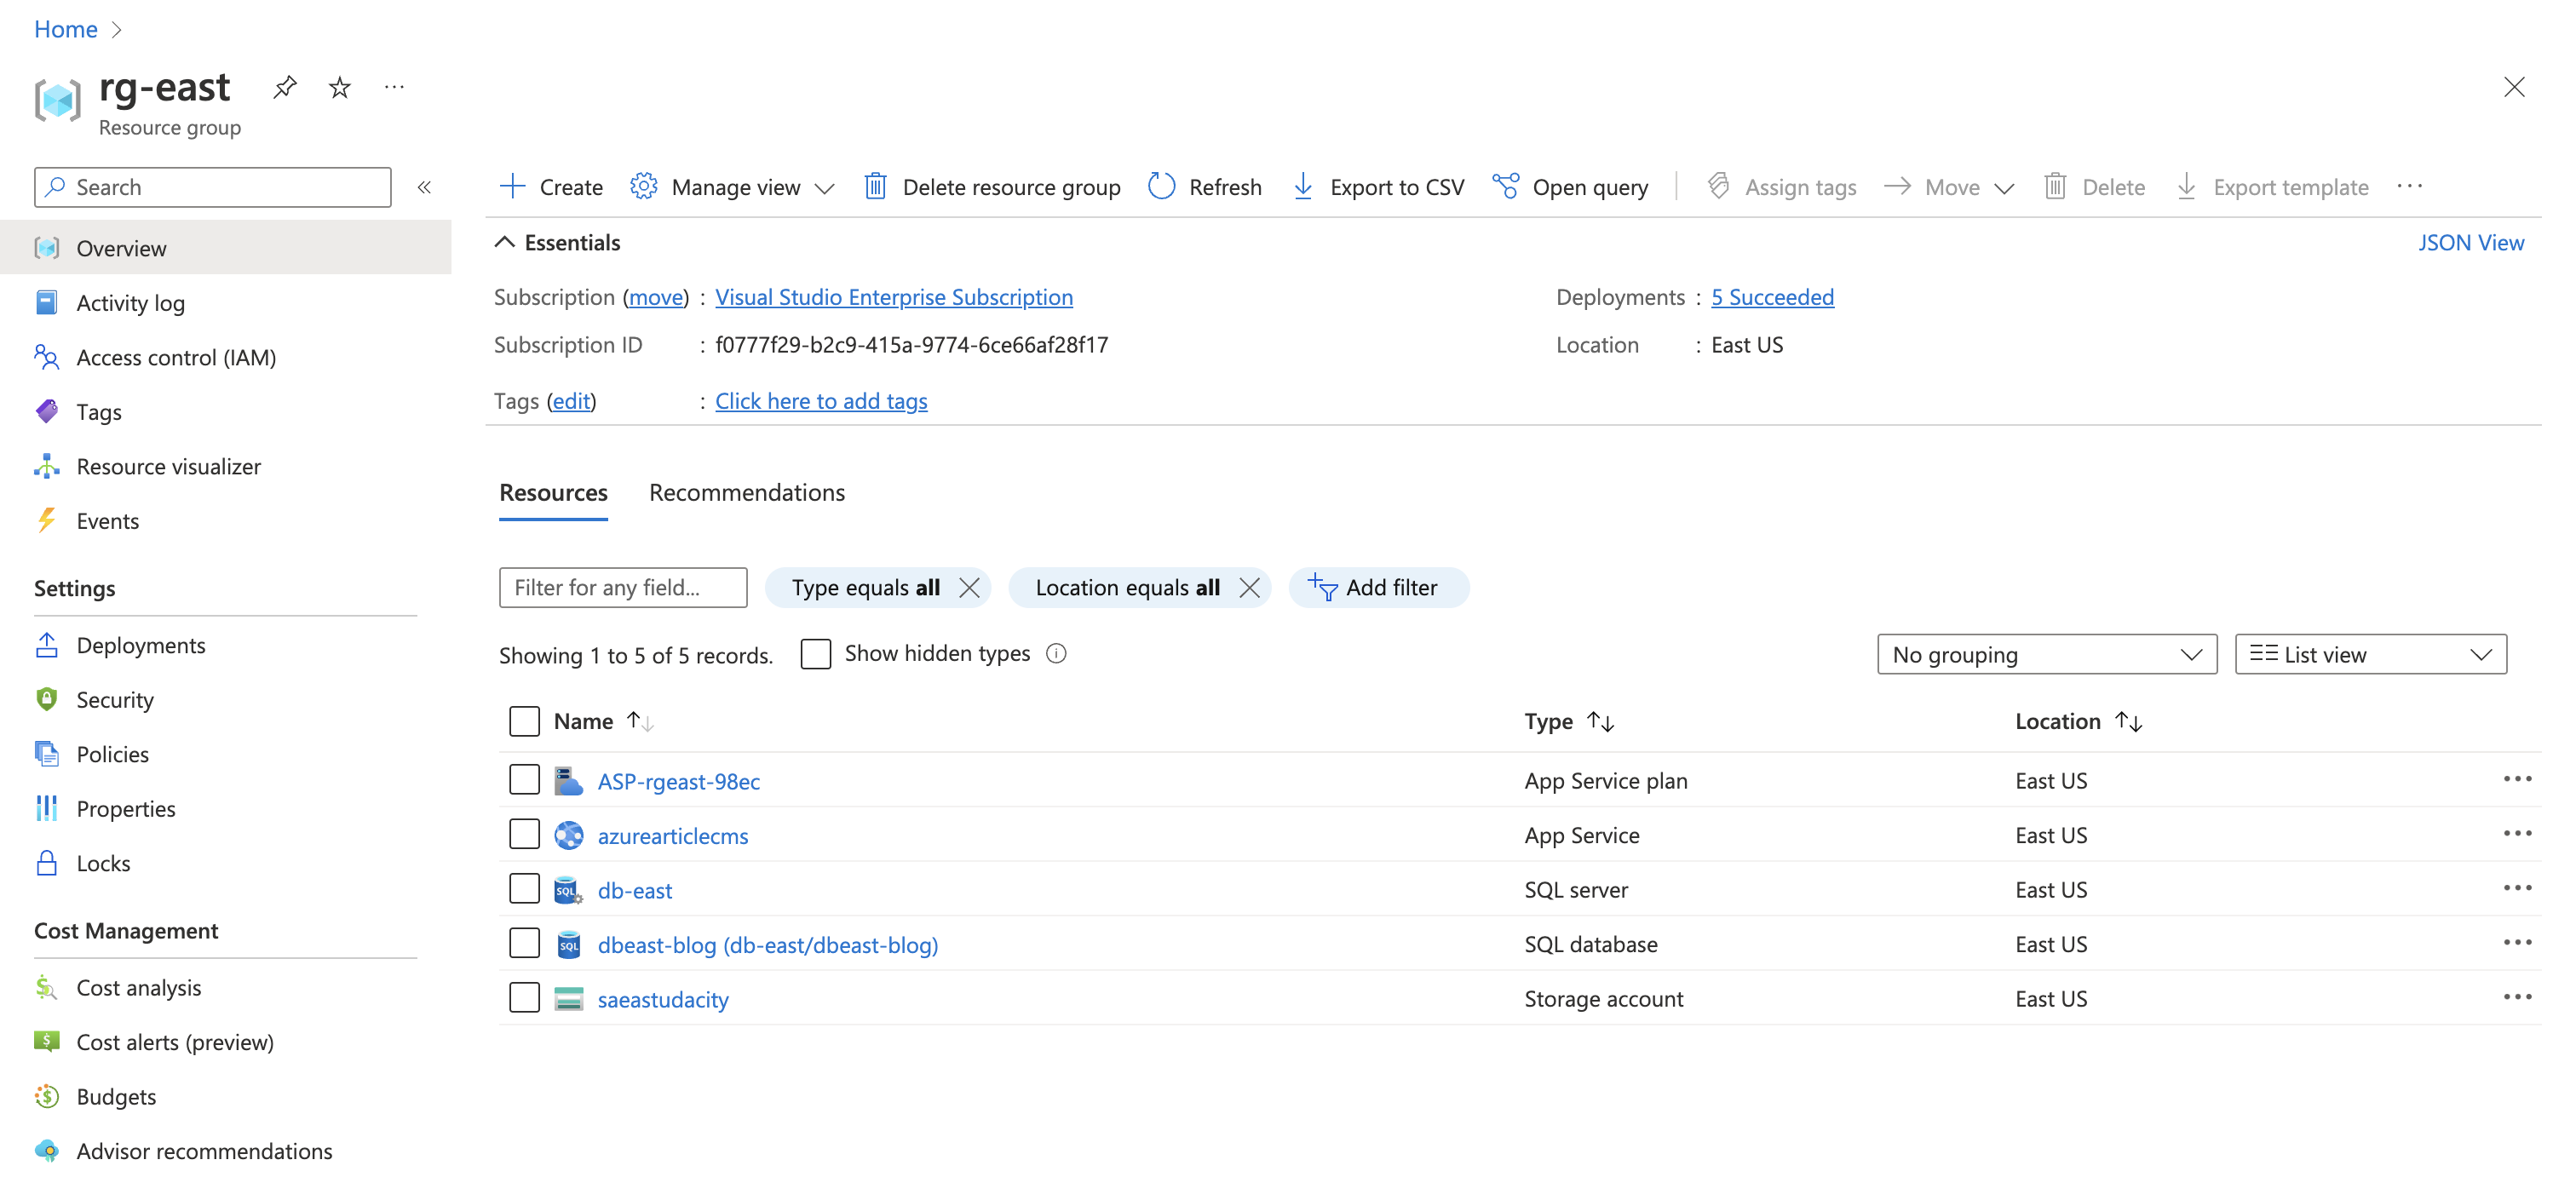 Home
rg-east
Resource group
Search
Create Manage view Delete resource group Refresh Export to CSV Open query Assign tags Move Delete Export template
Overview
Activity log
Access control (IAM)
Tags
Resource visualizer
Events
Settings
Deployments
Security
Policies
Properties
Locks
Cost Management
Cost analysis
Cost alerts (preview)
Budgets
Advisor recommendations
Essentials JSON View
Subscription (move) : Visual Studio Enterprise Subscription Deployments : 5 Succeeded
Subscription ID : f0777f29-b2c9-415a-9774-6ce66af28f17 Location : East US
Tags (edit) : Click here to add tags
Resources Recommendations
Filter for any field... Type equals all Location equals all Add filter
Showing 1 to 5 of 5 records. Show hidden types No grouping List view
Name Type Location
ASP-rgeast-98ec App Service plan East US
azurearticlecms App Service East US
SQL db-east SQL server East US
SQL dbeast-blog (db-east/dbeast-blog) SQL database East US
saeastudacity Storage account East US